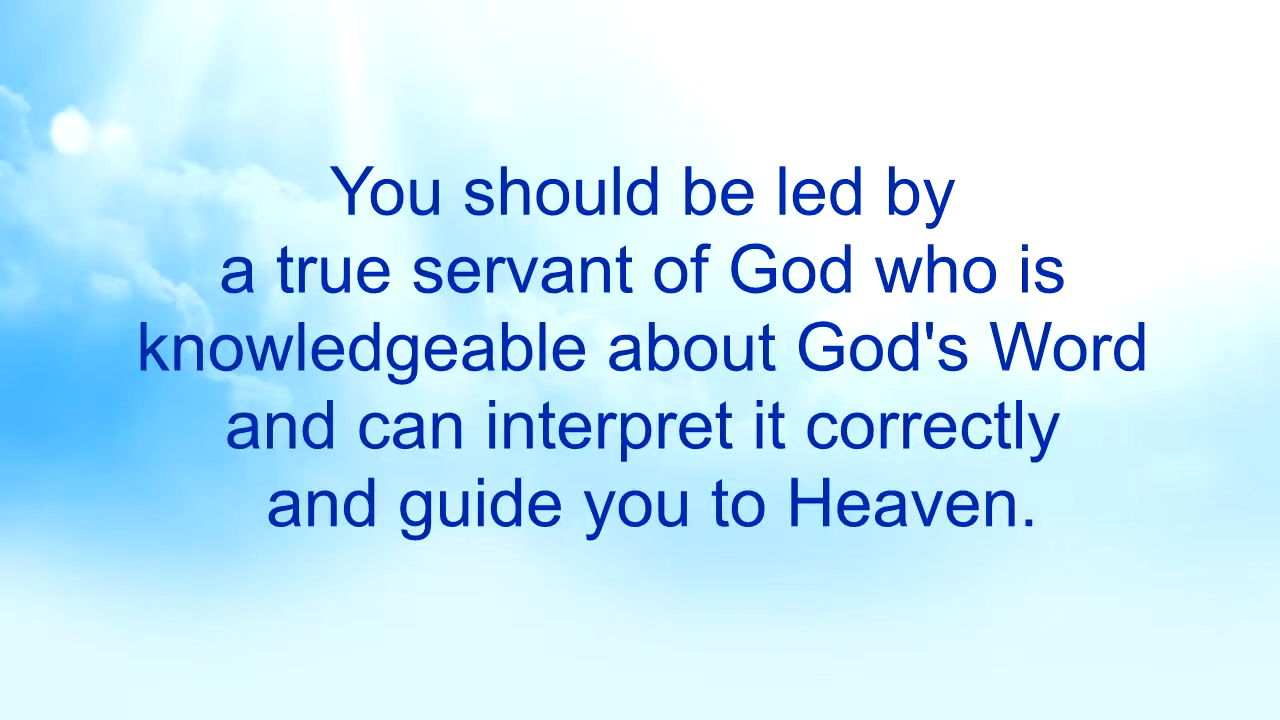 You should be led by
a true servant of God who is
knowledgeable about God's Word
and can interpret it correctly
and guide you to Heaven.